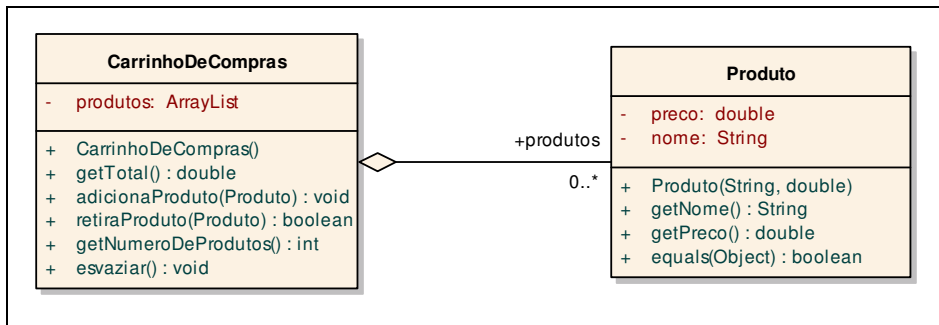 CarrinhoDeCompras
- produtos: ArrayList
+ CarrinhoDeCompras()
+ getTotal() : double
+ adicionaProduto(Produto) : void
+ retiraProduto(Produto) : boolean
+ getNumeroDeProdutos() : int
+ esvaziar() : void
+produtos
0..*
Produto
- preco: double
- nome: String
+ Produto(String, double)
+ getNome() : String
+ getPreco() : double
+ equals(Object) : boolean